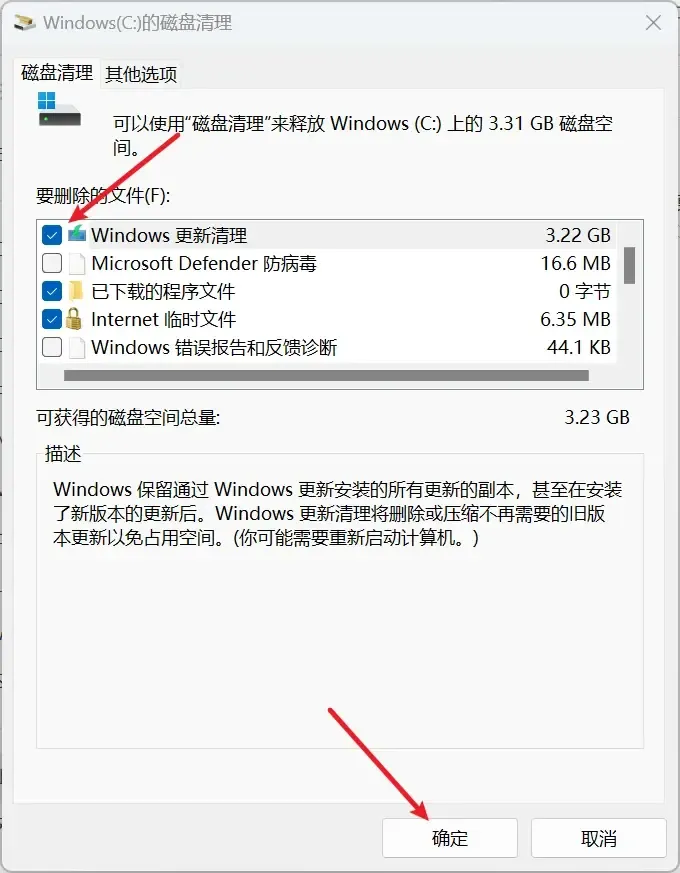 Windows(C:)的磁盘清理
磁盘清理 其他选项
可以使用“磁盘清理”来释放 Windows (C:) 上的 3.31 GB 磁盘空
间。
要删除的文件(F):
Windows 更新清理 3.22 GB
Microsoft Defender 防病毒 16.6 MB
已下载的程序文件 0 字节
Internet 临时文件 6.35 MB
Windows 错误报告和反馈诊断 44.1 KB
可获得的磁盘空间总量: 3.23 GB
描述
Windows 保留通过 Windows 更新安装的所有更新的副本，甚至在安装
了新版本的更新后。Windows 更新清理将删除或压缩不再需要的旧版
本更新以免占用空间。(你可能需要重新启动计算机。)
确定 取消